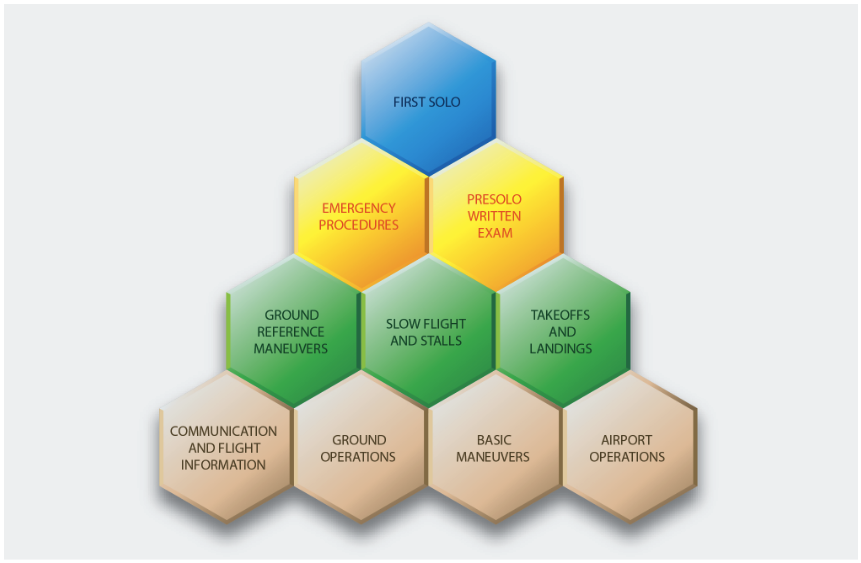 FIRST SOLO
EMERGENCY
PROCEDURES
PRESOLO
WRITTEN
EXAM
GROUND
REFERENCE
MANEUVERS
SLOW FLIGHT
AND STALLS
TAKEOFFS
AND
LANDINGS
COMMUNICATION
AND FLIGHT
INFORMATION
GROUND
OPERATIONS
BASIC
MANEUVERS
AIRPORT
OPERATIONS